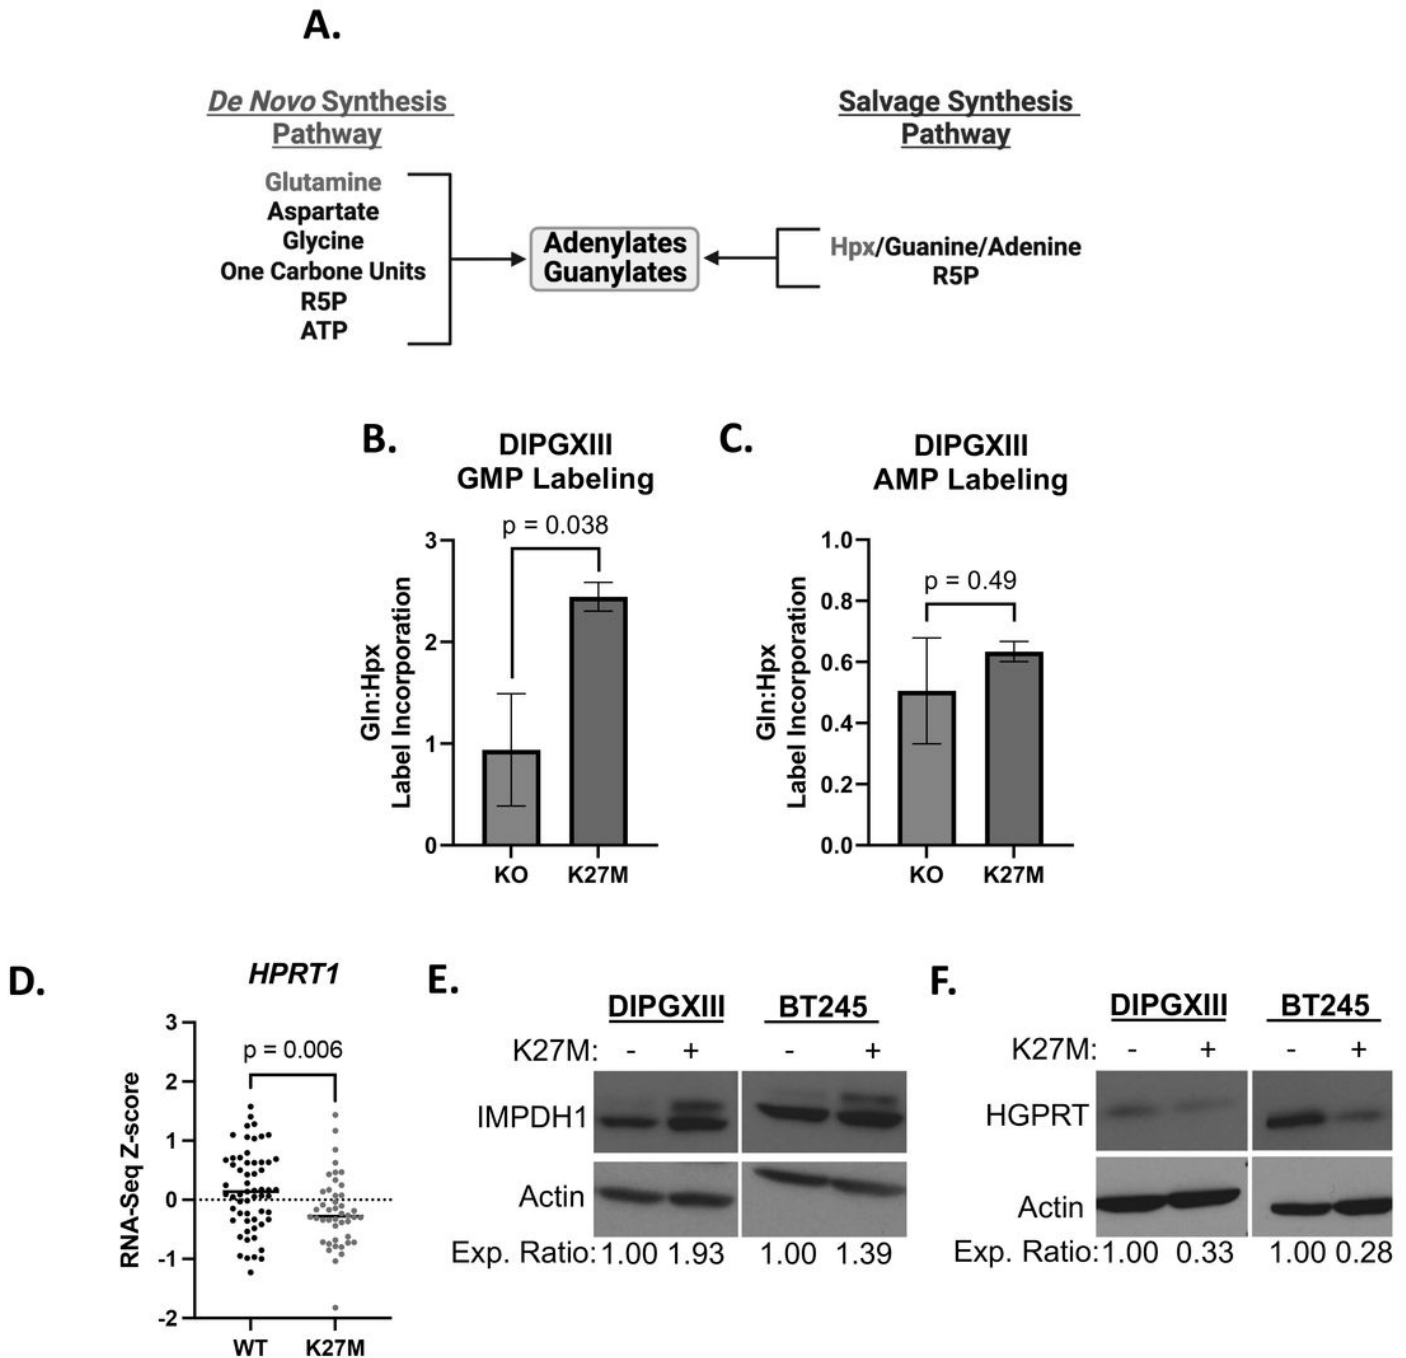 A.
De Novo Synthesis
Pathway
Salvage Synthesis
Pathway
Glutamine
Aspartate
Glycine
One Carbone Units
R5P
ATP
Adenylates
Guanylates
Hpx/Guanine/Adenine
R5P
B.
DIPGXIII
GMP Labeling
p = 0.038
Gln:Hpx
Label Incorporation
3
2
1
0
KO
K27M
C.
DIPGXIII
AMP Labeling
p = 0.49
Gln:Hpx
Label Incorporation
1.0
0.8
0.6
0.4
0.2
0.0
KO
K27M
D.
HPRT1
p = 0.006
RNA-Seq Z-score
3
2
1
0
-1
-2
WT
K27M
E.
DIPGXIII BT245
K27M: - + - +
IMPDH1
Actin
Exp. Ratio: 1.00 1.93 1.00 1.39
F.
DIPGXIII BT245
K27M: - + - +
HGPRT
Actin
Exp. Ratio: 1.00 0.33 1.00 0.28